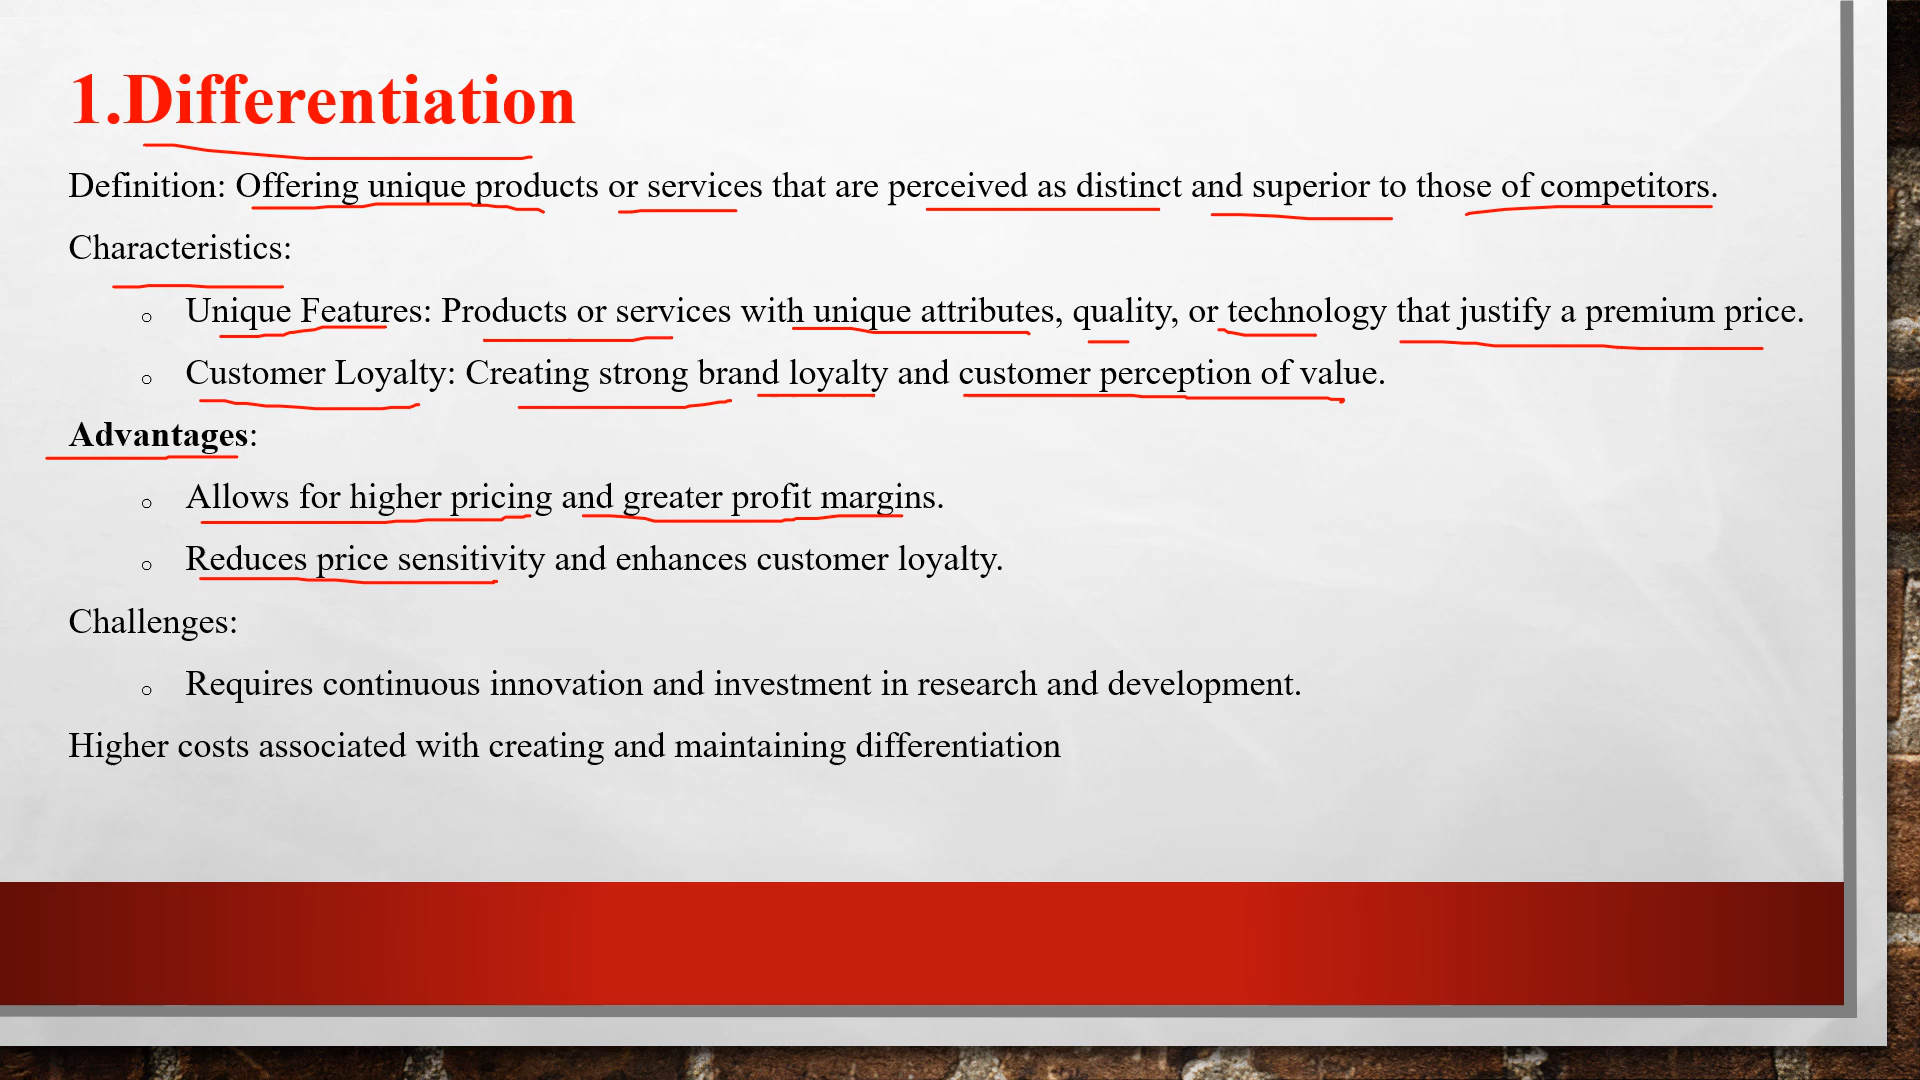 1.Differentiation
Definition: Offering unique products or services that are perceived as distinct and superior to those of competitors.
Characteristics:
○ Unique Features: Products or services with unique attributes, quality, or technology that justify a premium price.
○ Customer Loyalty: Creating strong brand loyalty and customer perception of value.
Advantages:
○ Allows for higher pricing and greater profit margins.
○ Reduces price sensitivity and enhances customer loyalty.
Challenges:
○ Requires continuous innovation and investment in research and development.
Higher costs associated with creating and maintaining differentiation